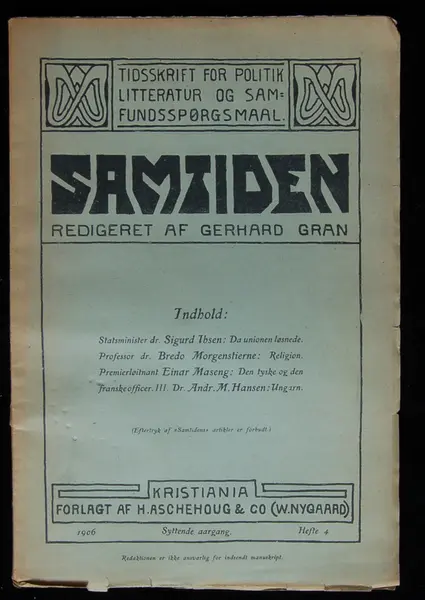 TIDSSKRIFT FOR POLITIK
LITTERATUR OG SAM=
FUNDSSPØRGSMAAL.
SAMTIDEN
REDIGERET AF GERHARD GRAN
Indhold:
Statsminister dr. Sigurd Ibsen: Da unionen løsnede.
Professor dr. Bredo Morgenstierne: Religion.
Premierløitnant Einar Maseng: Den tyske og den
franske officer. III. Dr. Andr. M. Hansen: Ungarn.
(Eftertryk af »Samtidens« artikler er forbudt.)
KRISTIANIA
FORLAGT AF H. ASCHEHOUG & CO (W. NYGAARD)
1906 Syttende aargang. Hefte 4
Redaktionen er ikke ansvarlig for indsendt manuskript.